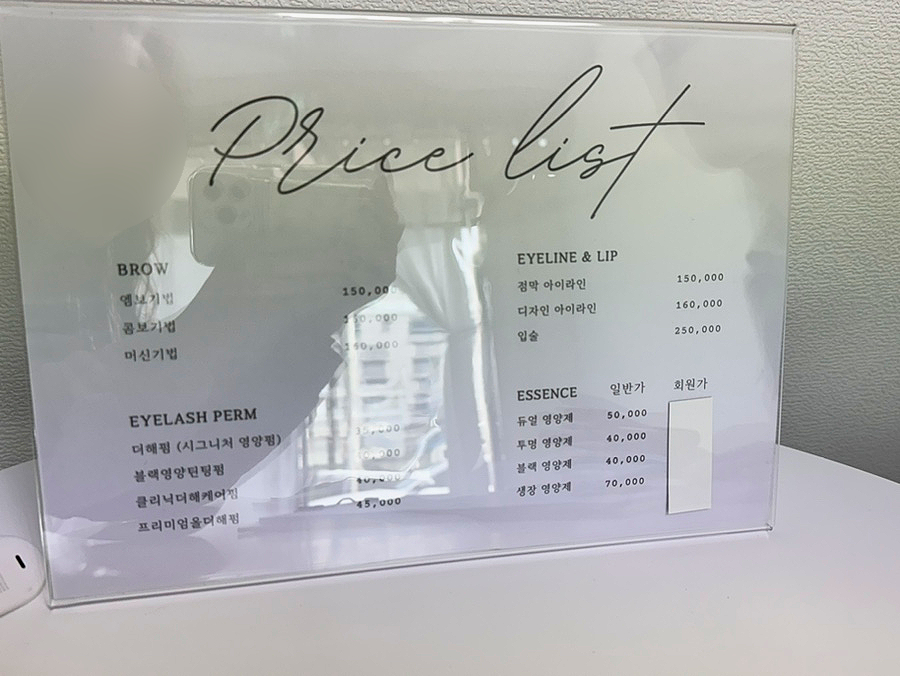 Price list
BROW
엠보기법 150,000
콤보기법
머신기법
EYELINE & LIP
점막 아이라인 150,000
디자인 아이라인 160,000
입술 250,000
EYELASH PERM
더해펌 (시그니처 영양펌) 35,000
블랙영양틴팅펌
클리닉더해케어펌 40,000
프리미엄올더해펌 45,000
ESSENCE 일반가 회원가
듀얼 영양제 50,000
투명 영양제 40,000
블랙 영양제 40,000
생장 영양제 70,000